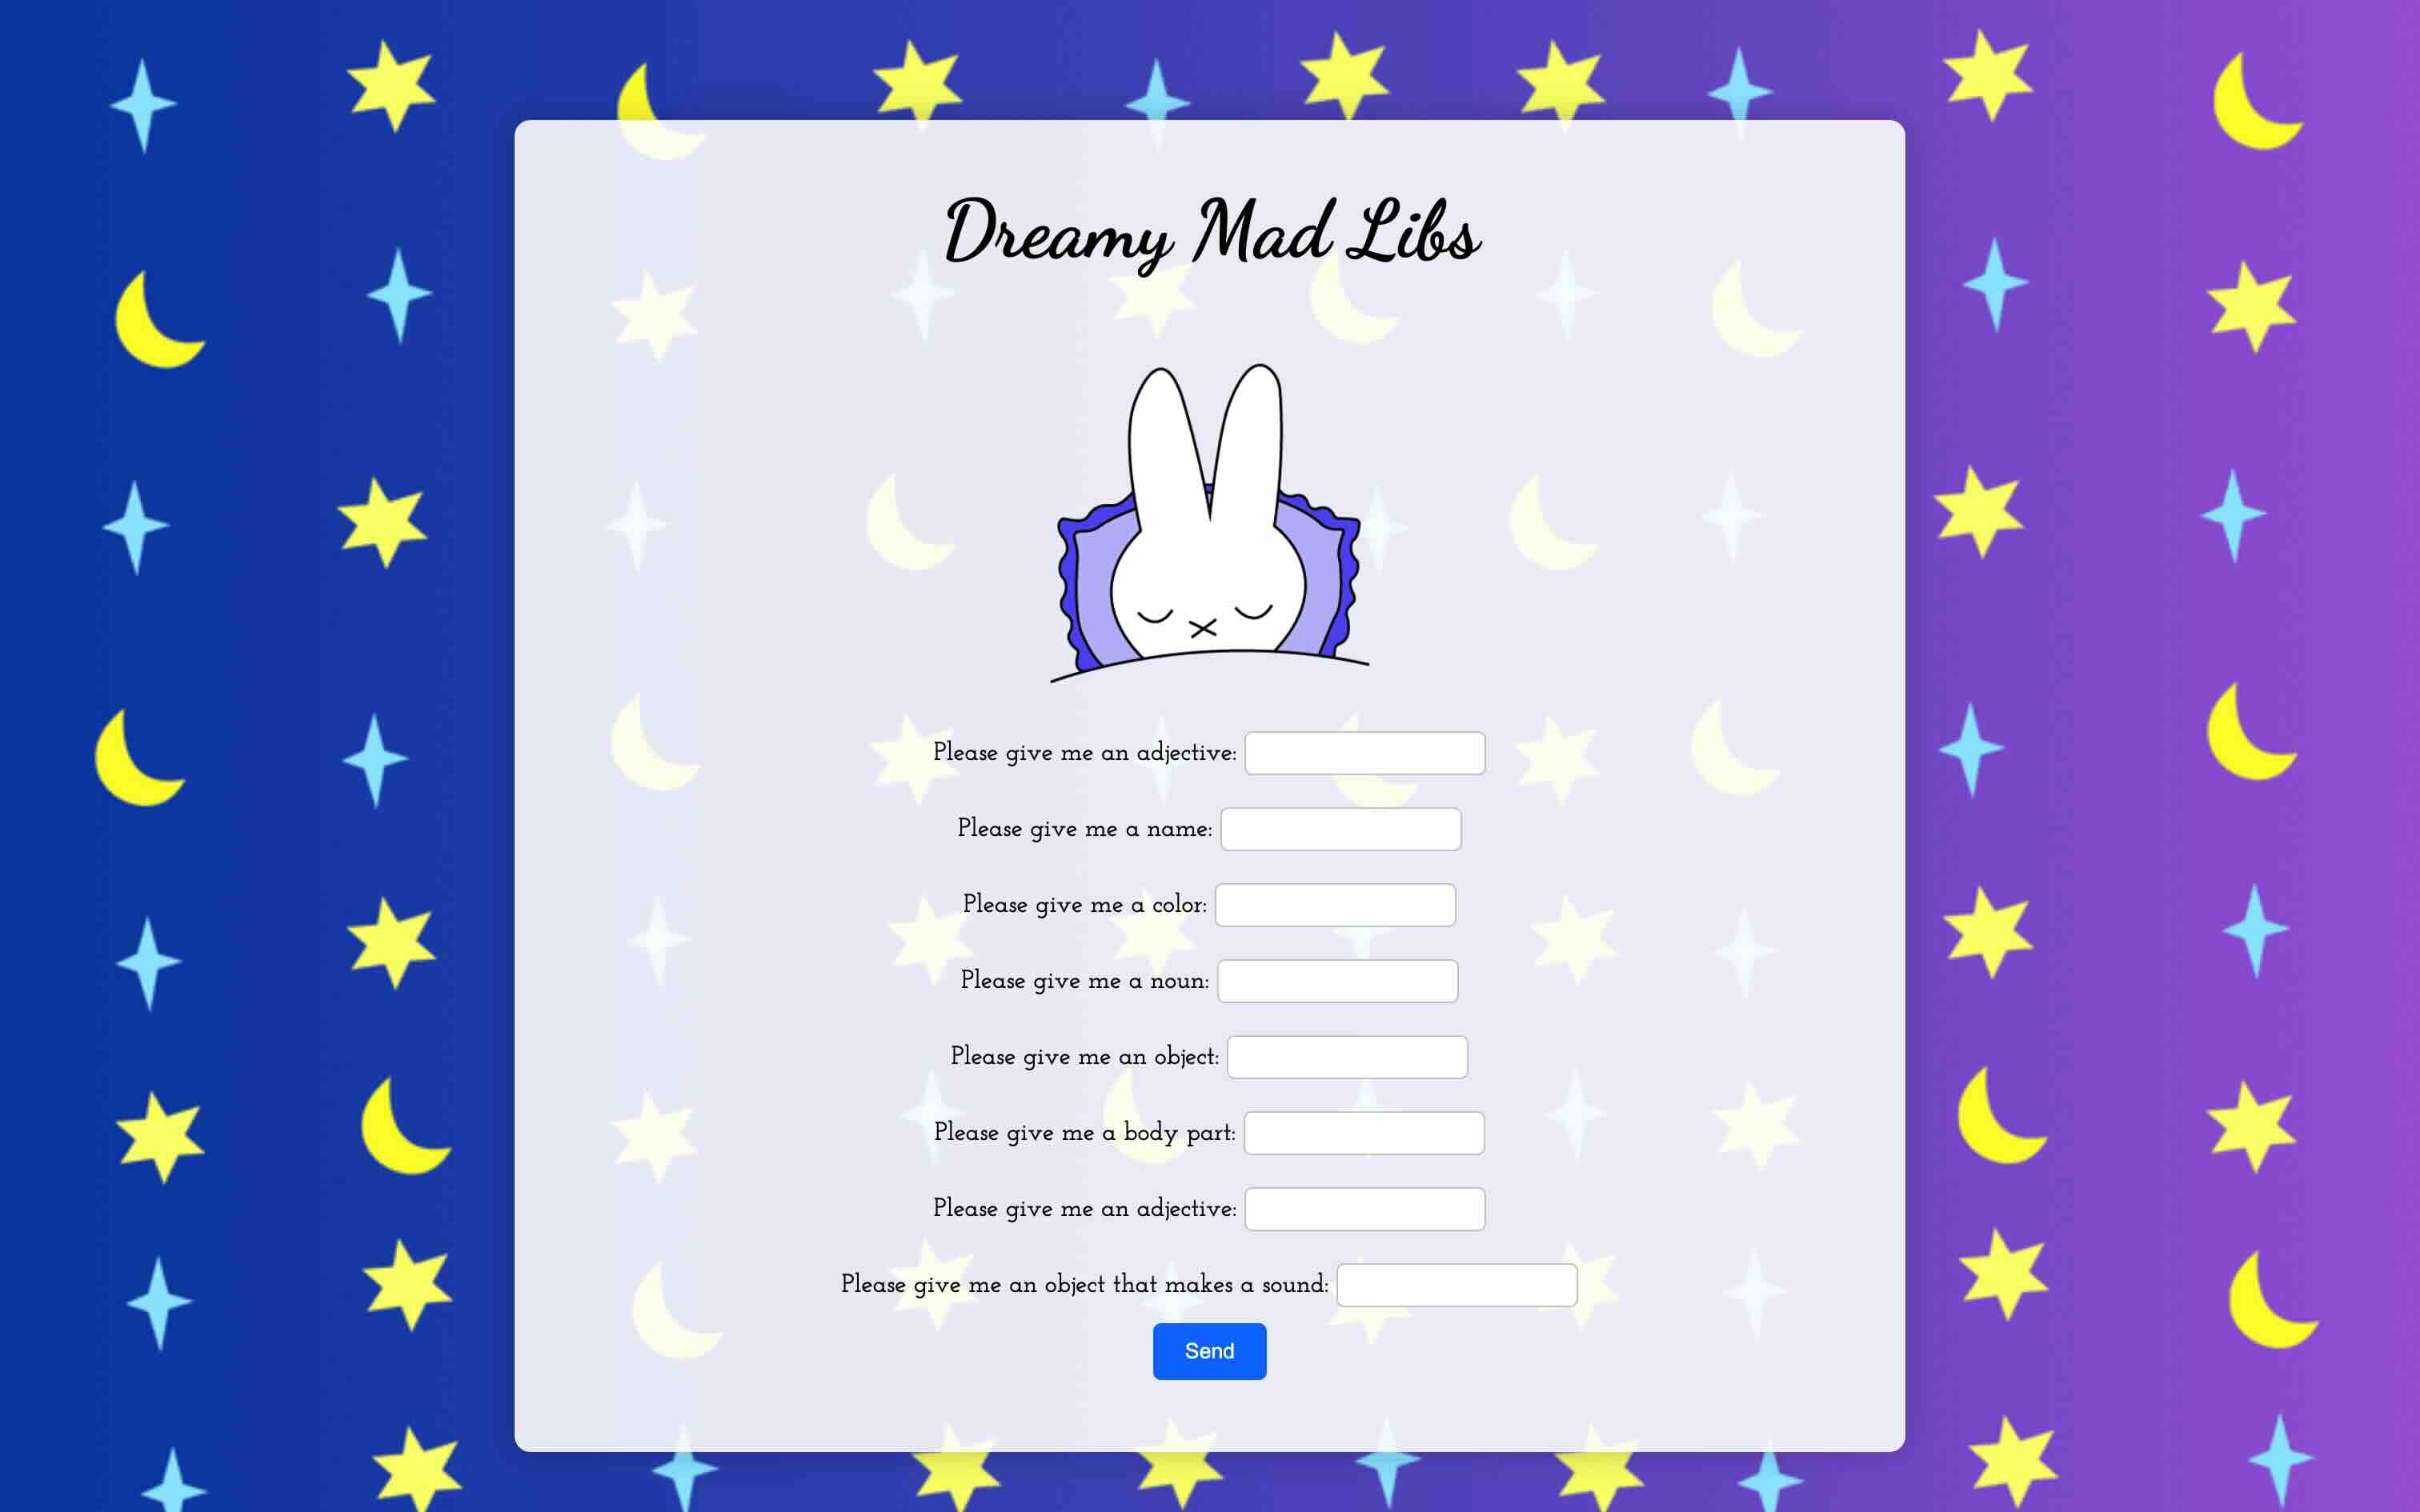 Dreamy Mad Libs
Please give me an adjective:
Please give me a name:
Please give me a color:
Please give me a noun:
Please give me an object:
Please give me a body part:
Please give me an adjective:
Please give me an object that makes a sound:
Send